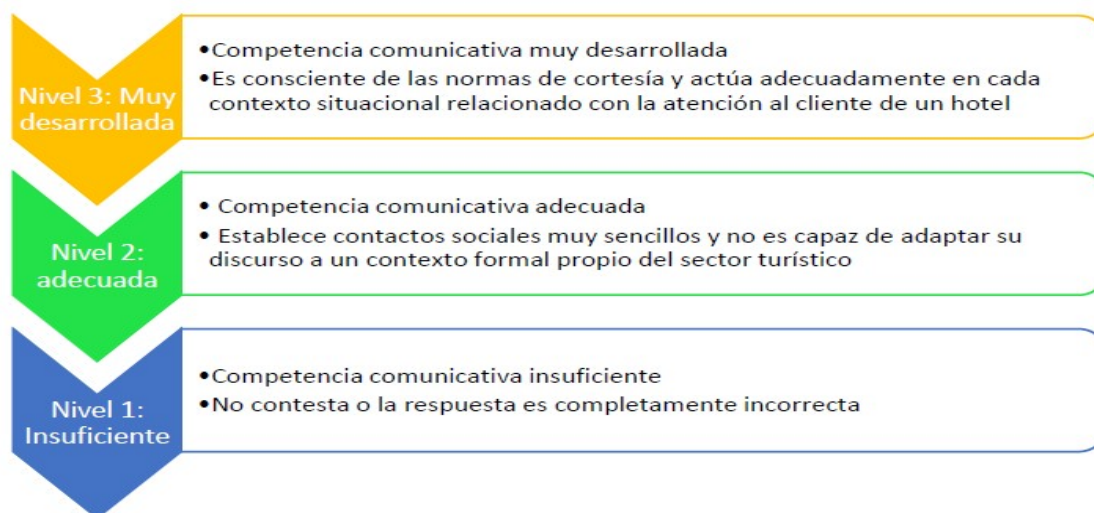 Nivel 3: Muy
desarrollada
•Competencia comunicativa muy desarrollada
•Es consciente de las normas de cortesía y actúa adecuadamente en cada
contexto situacional relacionado con la atención al cliente de un hotel
Nivel 2:
adecuada
• Competencia comunicativa adecuada
• Establece contactos sociales muy sencillos y no es capaz de adaptar su
discurso a un contexto formal propio del sector turístico
Nivel 1:
Insuficiente
•Competencia comunicativa insuficiente
•No contesta o la respuesta es completamente incorrecta